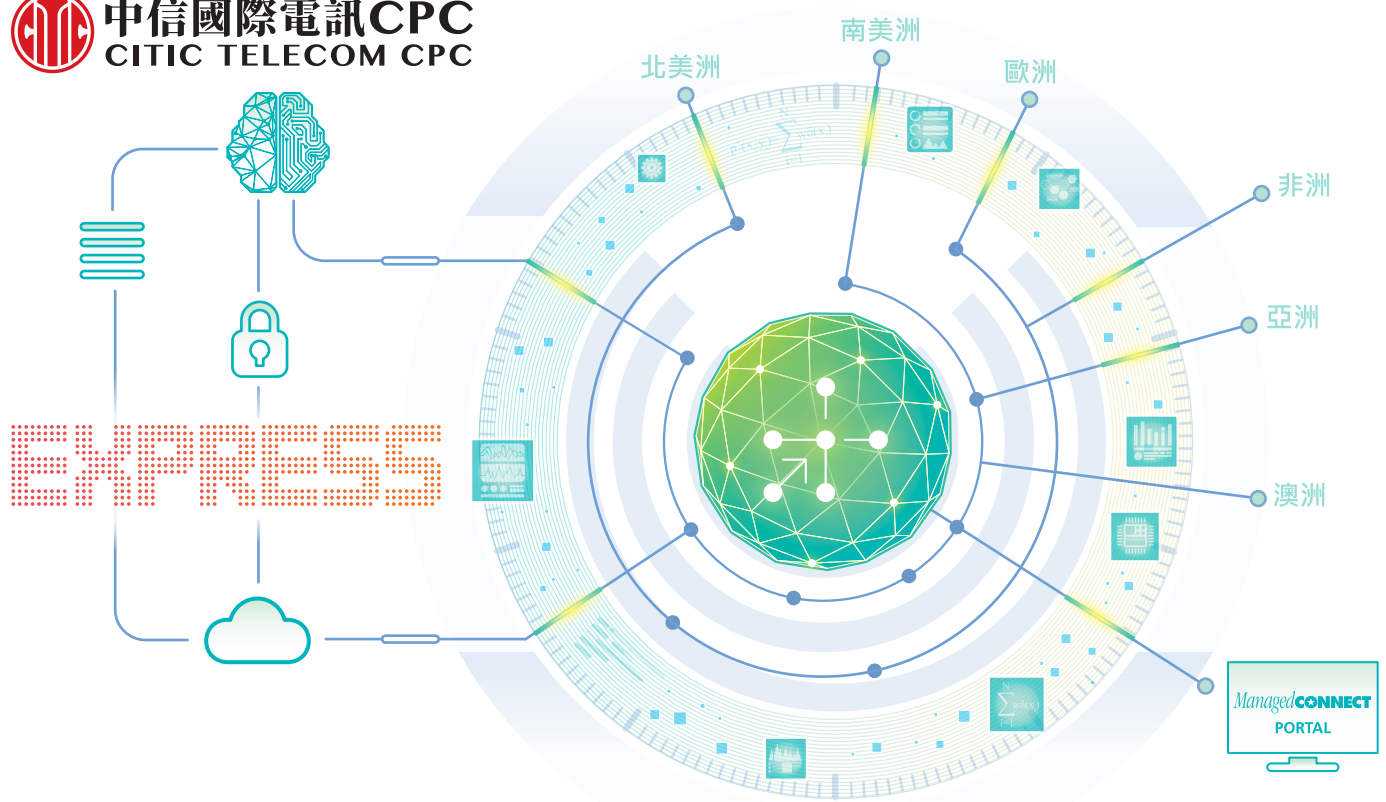 中信國際電訊CPC
CITIC TELECOM CPC
南美洲
北美洲
歐洲
非洲
亞洲
澳洲
EXPRESS
ManagedCONNECT
PORTAL